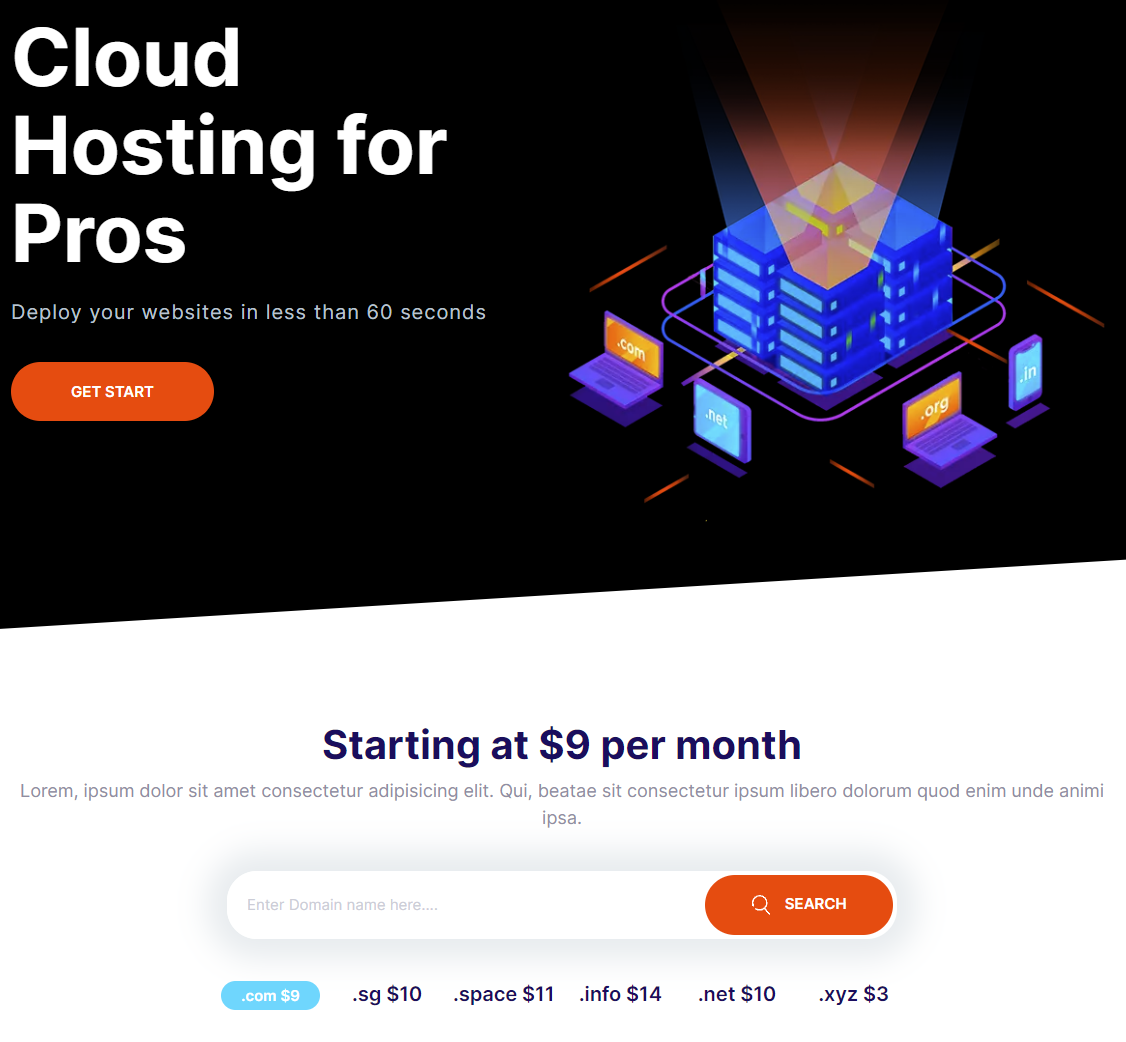 Cloud
Hosting for
Pros
Deploy your websites in less than 60 seconds
GET START
.com
.net
.org
.in
Starting at $9 per month
Lorem, ipsum dolor sit amet consectetur adipisicing elit. Qui, beatae sit consectetur ipsum libero dolorum quod enim unde animi
ipsa.
Enter Domain name here....
SEARCH
.com $9
.sg $10
.space $11
.info $14
.net $10
.xyz $3